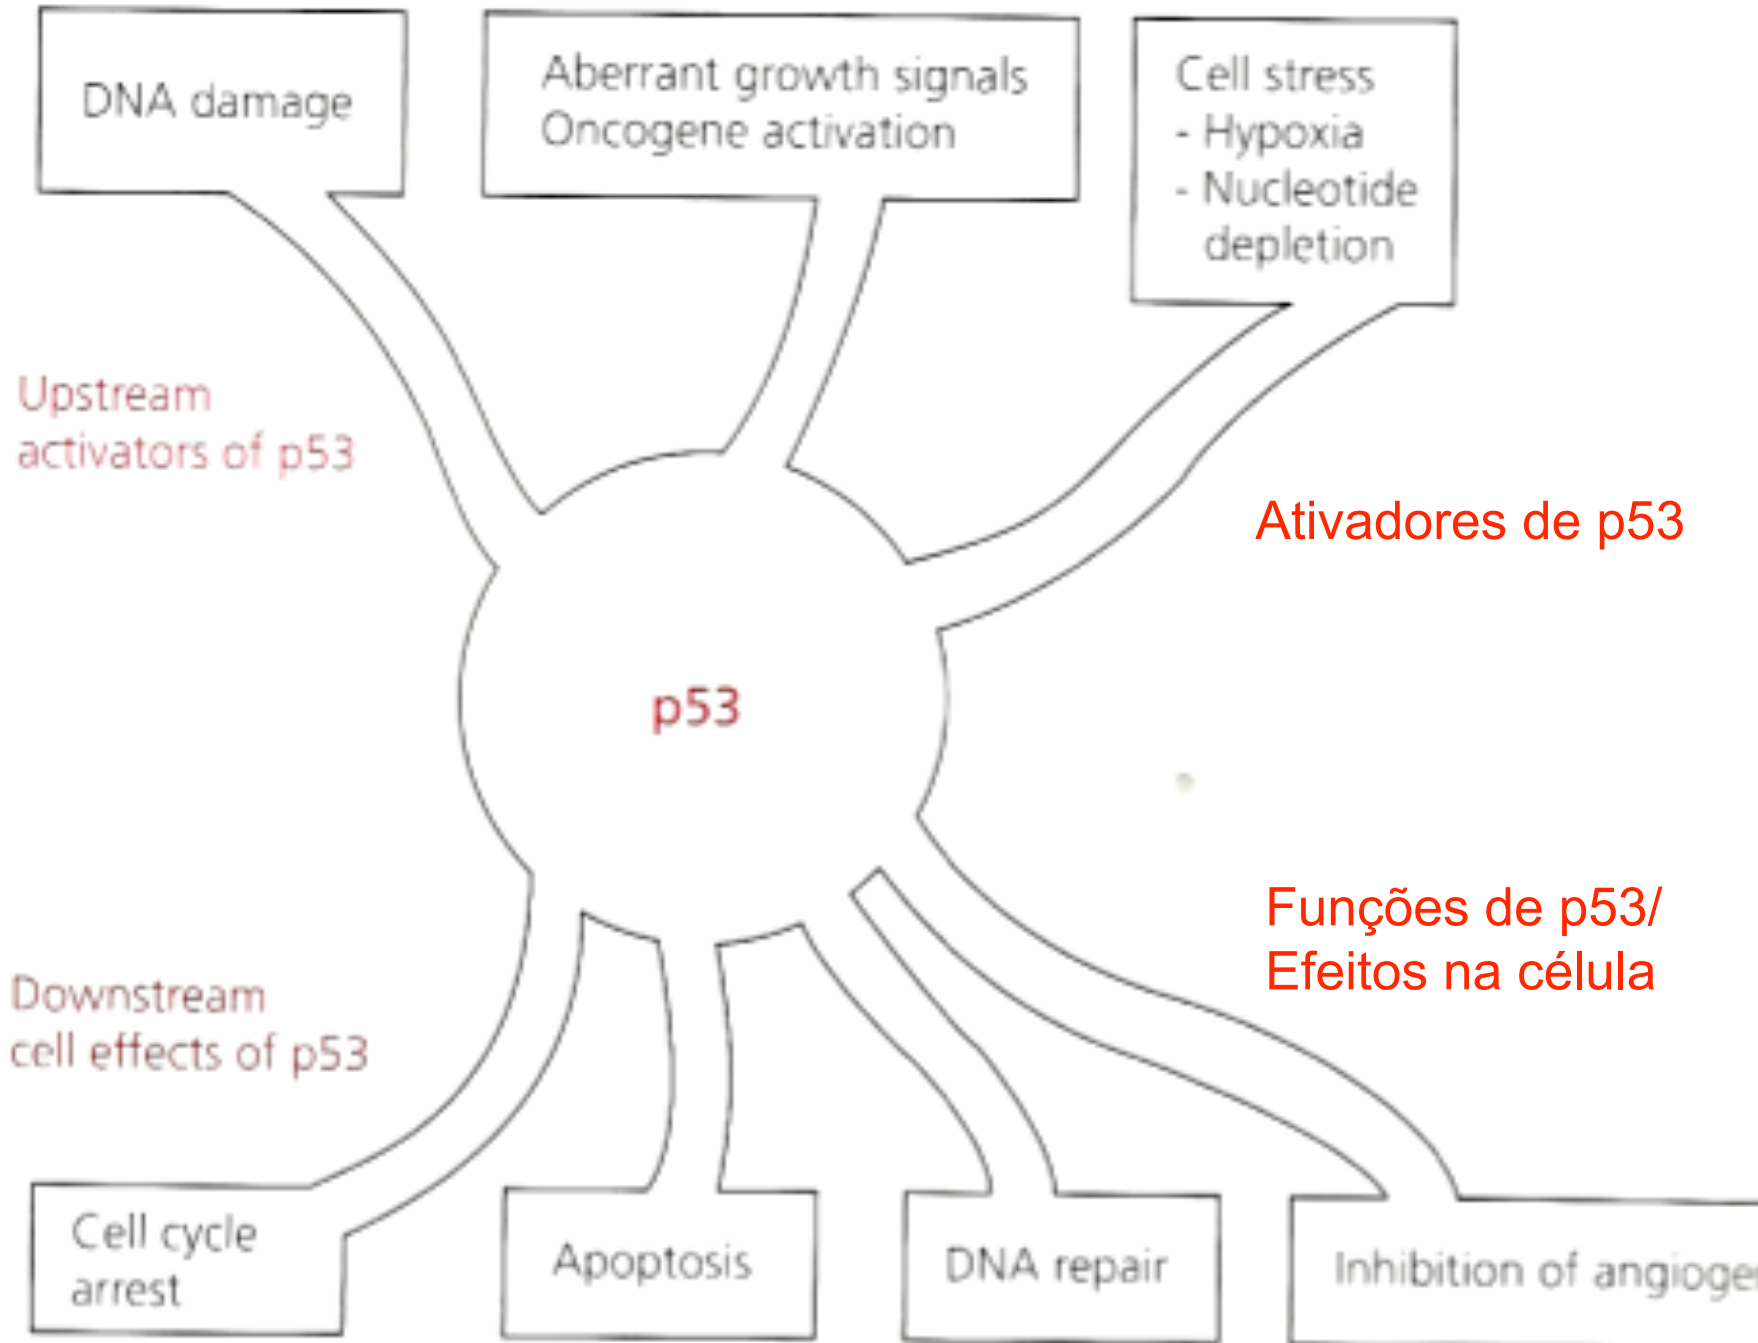 DNA damage
Aberrant growth signals
Oncogene activation
Cell stress
- Hypoxia
- Nucleotide
depletion
Upstream
activators of p53
Ativadores de p53
p53
Funções de p53/
Efeitos na célula
Downstream
cell effects of p53
Cell cycle
arrest
Apoptosis
DNA repair
Inhibition of